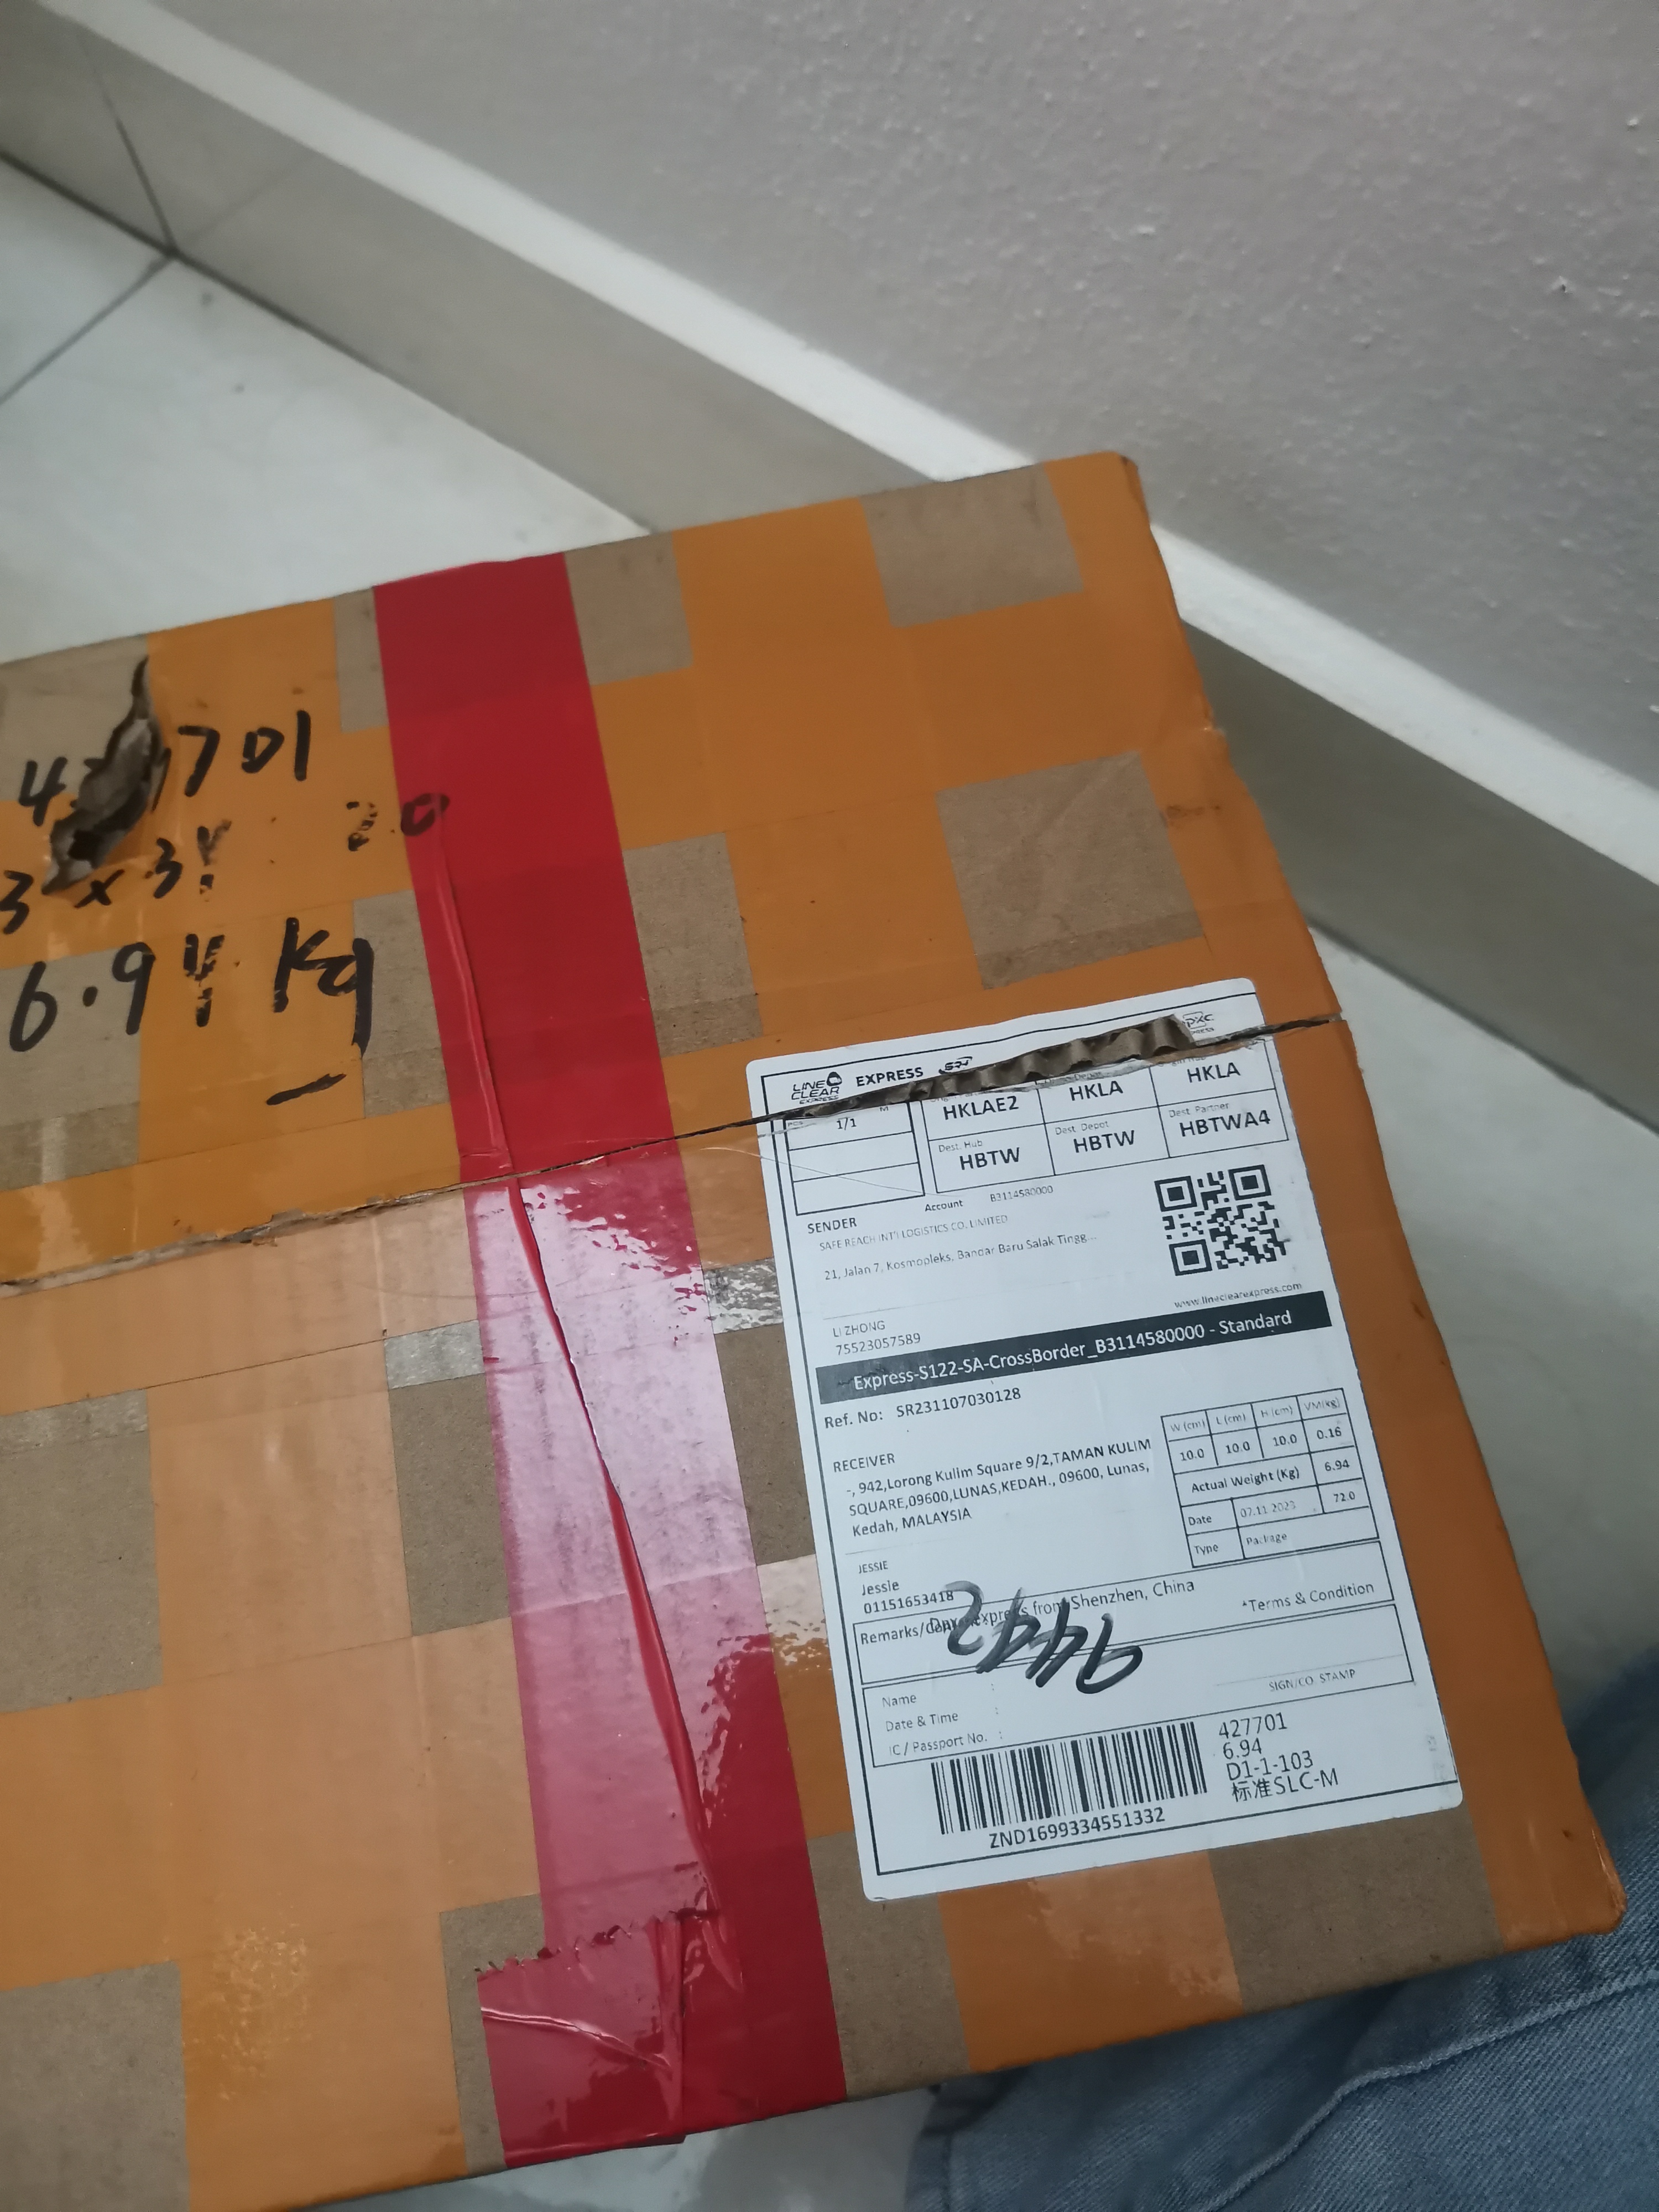 427701
3 x 34
6.94 Kg
LINE CLEAR EXPRESS
EXPRESS
1/1
HKLAE2
HKLA
HKLA
Dest. Hub
HBTW
Dest. Depot
HBTW
Dest. Partner
HBTWA4
SENDER
Account B3114580000
SAFE REACH INT'L LOGISTICS CO. LIMITED
21, Jalan 7, Kosmopleks, Bandar Baru Salak Tingg...
LI ZHONG
75523057589
www.lineclearexpress.com
Express-S122-SA-CrossBorder_B3114580000 - Standard
Ref. No: SR231107030128
RECEIVER
-, 942,Lorong Kulim Square 9/2,TAMAN KULIM
SQUARE,09600,LUNAS,KEDAH., 09600, Lunas,
Kedah, MALAYSIA
W (cm) L (cm) H (cm) VM(kg)
10.0 10.0 10.0 0.16
Actual Weight (Kg) 6.94
Date 07.11.2023 72.0
Type Package
JESSIE
Jessie
01151653418
express from Shenzhen, China
*Terms & Condition
9442
Name :
Date & Time :
IC / Passport No. :
SIGN/CO. STAMP
427701
6.94
D1-1-103
标准SLC-M
ZND1699334551332